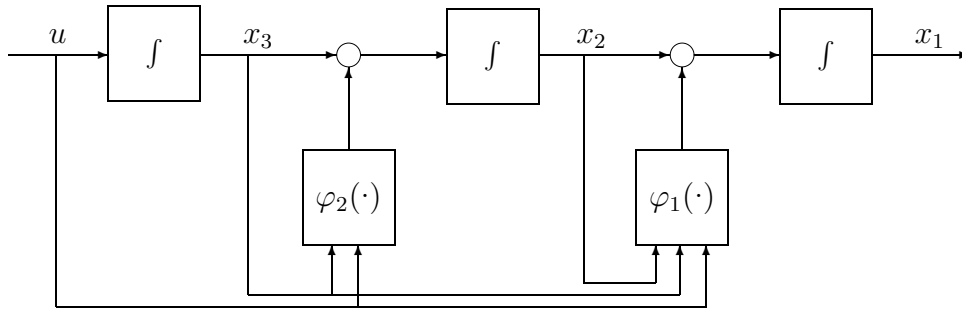 u ∫ x₃ ∫ x₂ ∫ x₁
φ₂(·) φ₁(·)